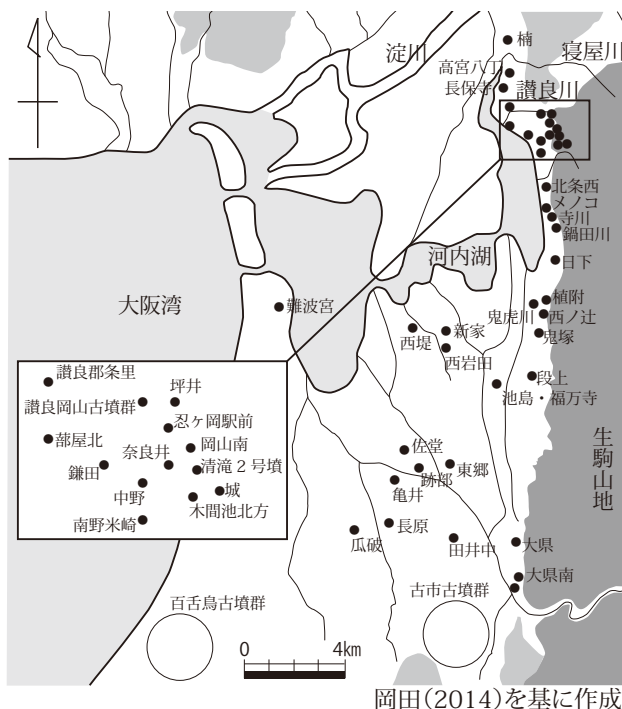 楠
淀川
寝屋川
高宮八丁
讃良川
長保寺
北条西
メノコ
寺川
鍋田川
河内湖
日下
大阪湾
難波宮
植附
鬼虎川
西ノ辻
新家
西堤
鬼塚
西岩田
讃良郡条里
段上
坪井
池島・福万寺
讃良岡山古墳群
忍ヶ岡駅前
生駒山地
部屋北
岡山南
佐堂
奈良井
清滝2号墳
東郷
鎌田
跡部
城
亀井
中野
木間池北方
南野米崎
長原
瓜破
田井中
大県
大県南
百舌鳥古墳群
古市古墳群
0 4km
岡田(2014)を基に作成